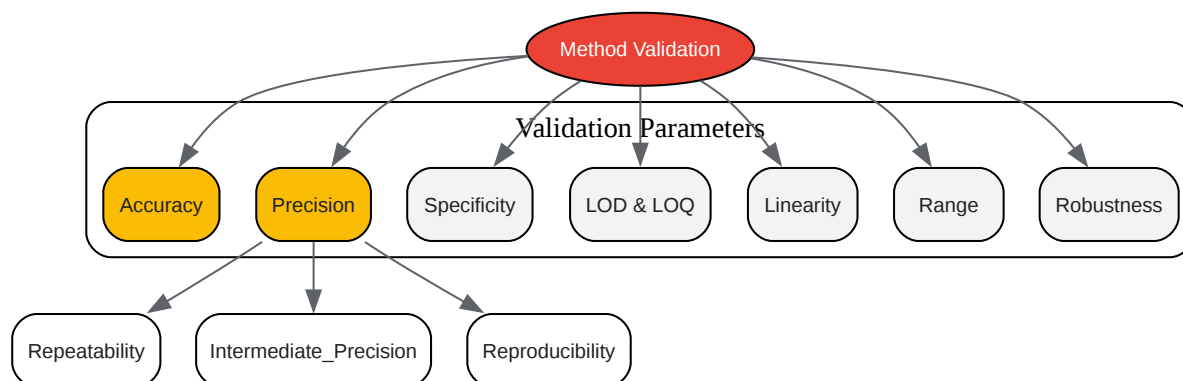 Method Validation
Validation Parameters
Accuracy
Precision
Specificity
LOD & LOQ
Linearity
Range
Robustness
Repeatability
Intermediate_Precision
Reproducibility